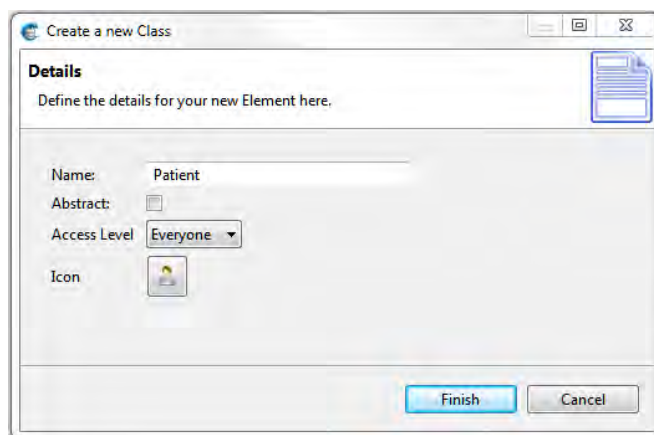 Create a new Class
Details
Define the details for your new Element here.
Name: Patient
Abstract:
Access Level Everyone
Icon
Finish Cancel